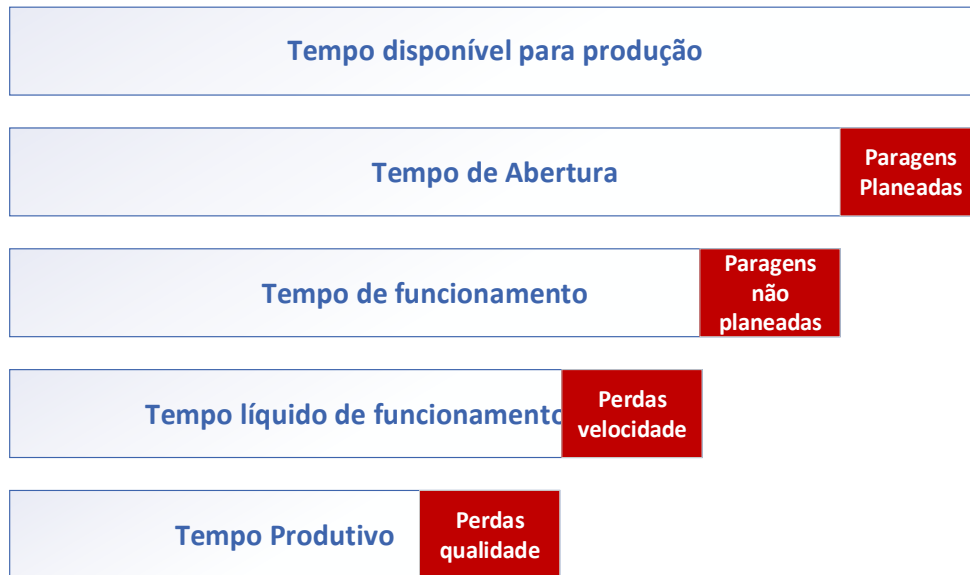 Tempo disponível para produção
Tempo de Abertura
Paragens
Planeadas
Tempo de funcionamento
Paragens
não
planeadas
Tempo líquido de funcionamento
Perdas
velocidade
Tempo Produtivo
Perdas
qualidade